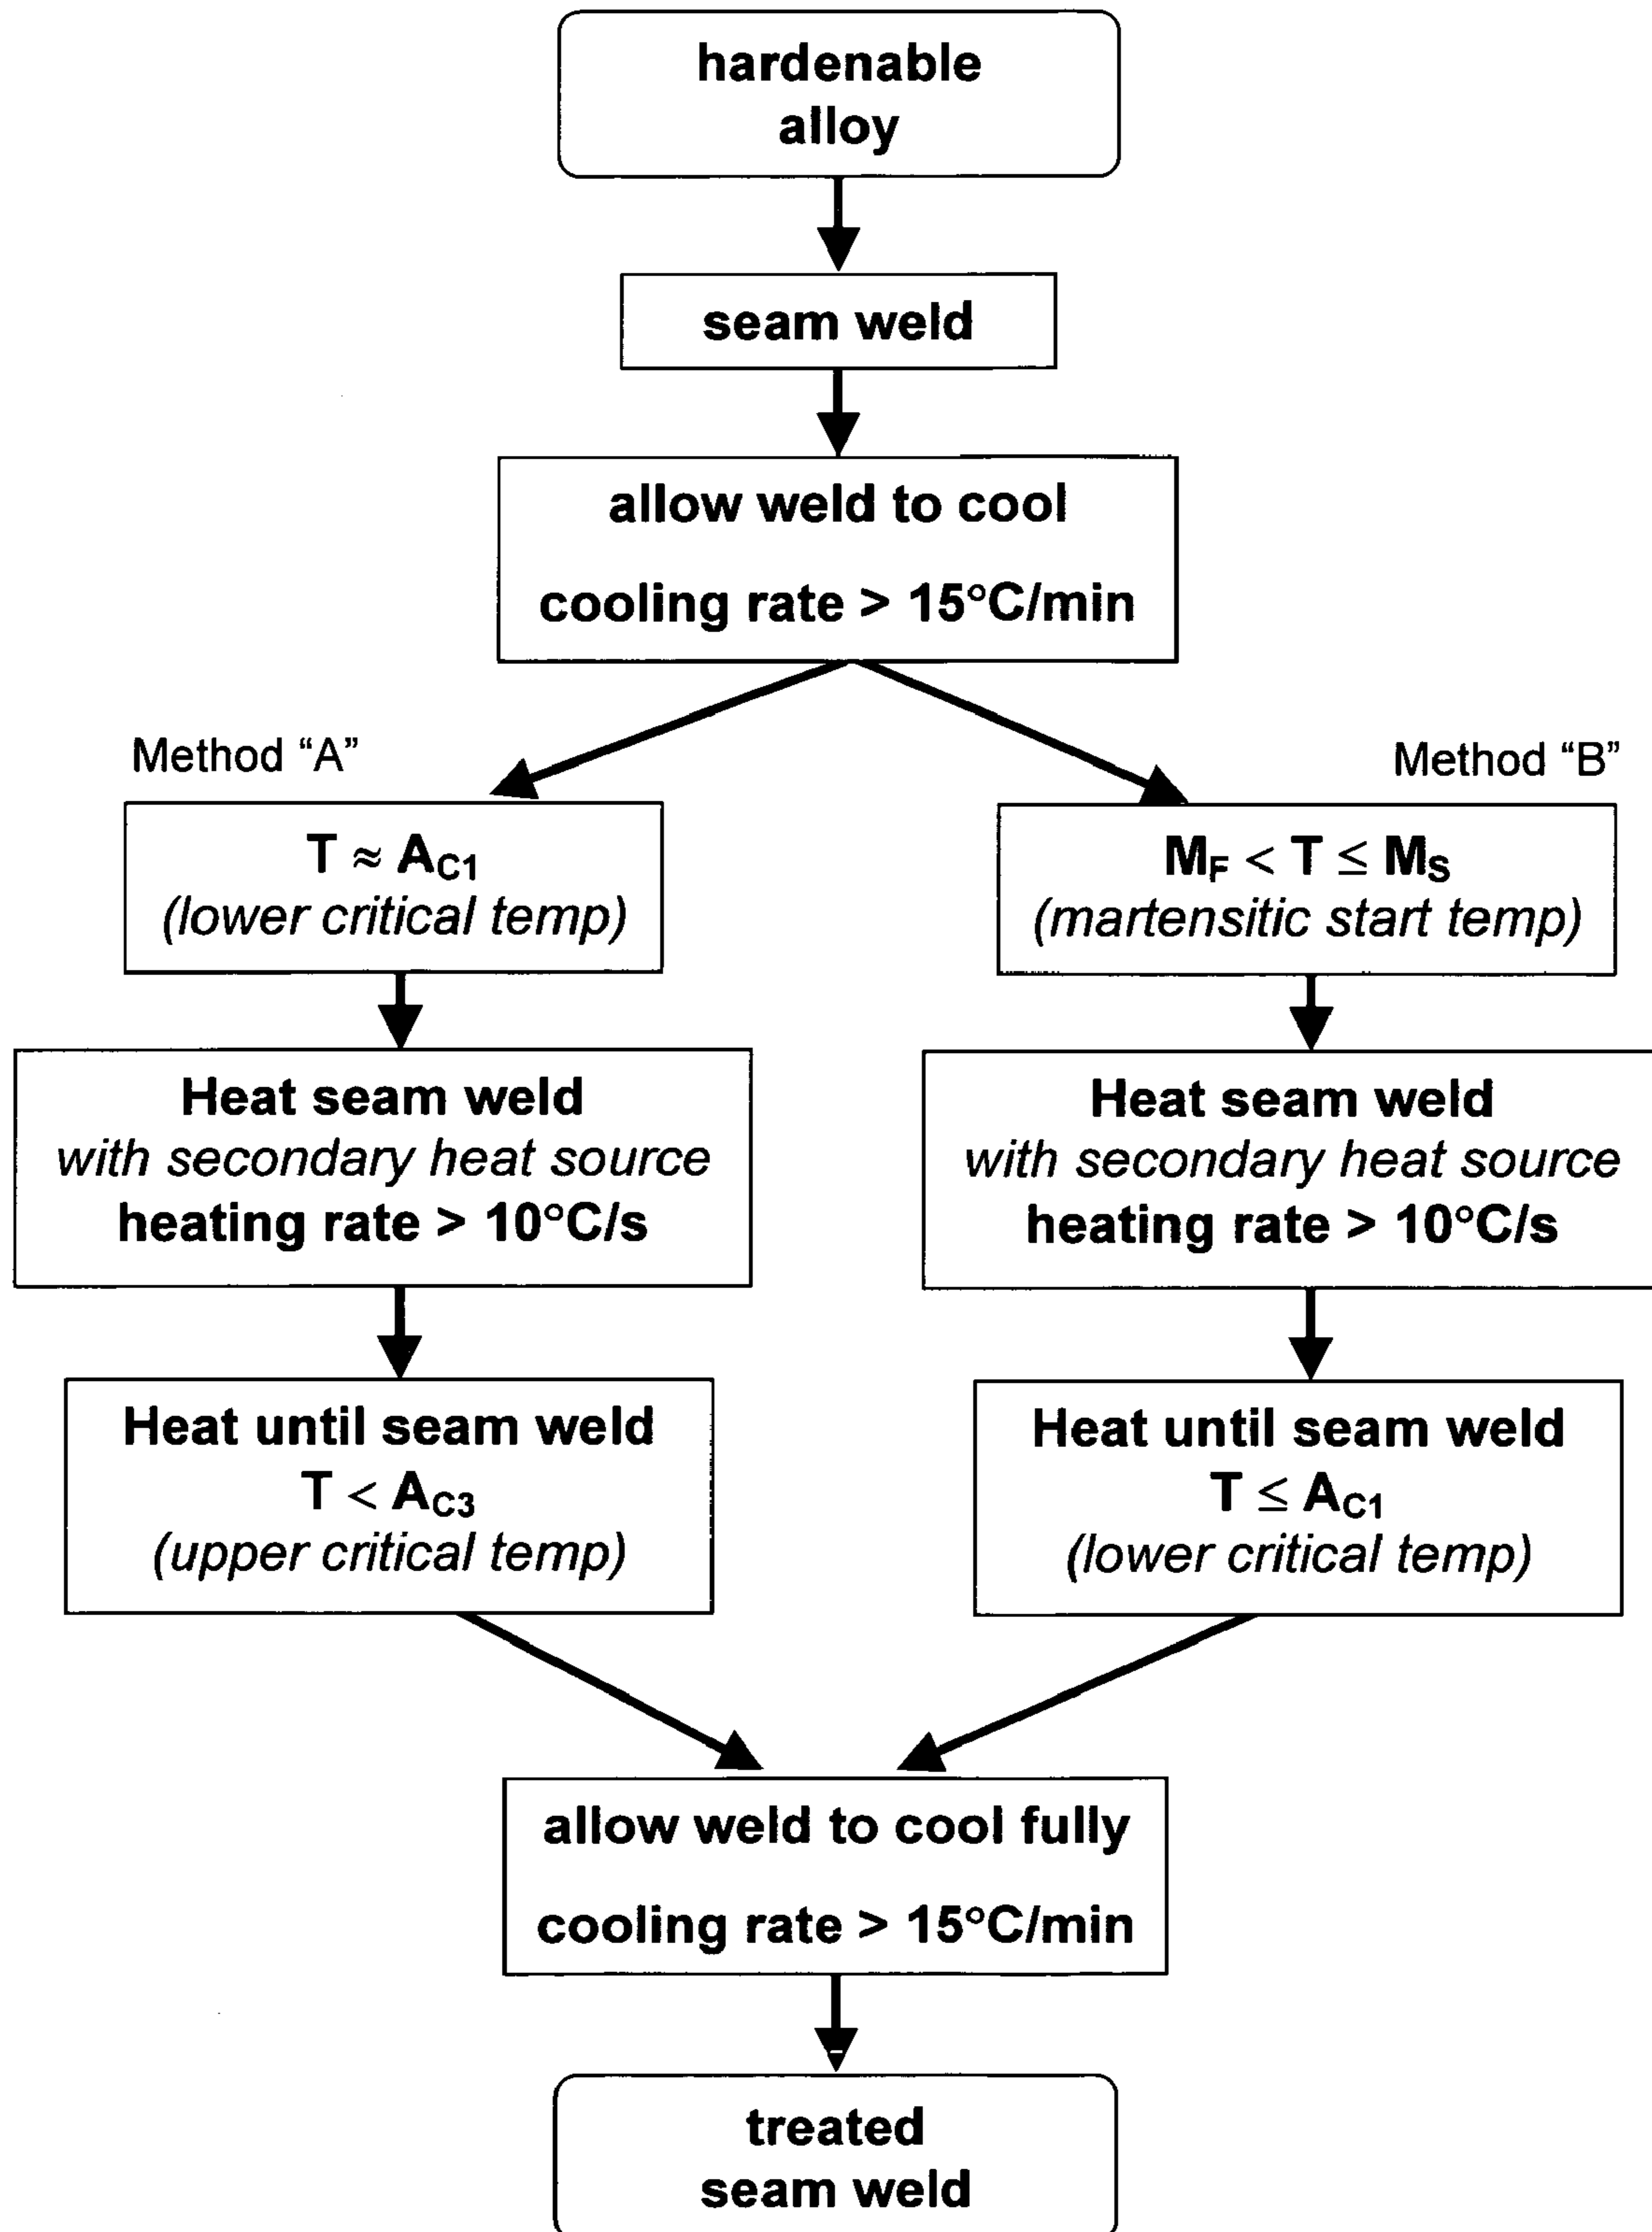 hardenable
alloy
seam weld
allow weld to cool
cooling rate > 15°C/min
Method “A”
T ≈ AC1
(lower critical temp)
Heat seam weld
with secondary heat source
heating rate > 10°C/s
Heat until seam weld
T < AC3
(upper critical temp)
Method “B”
MF < T ≤ MS
(martensitic start temp)
Heat seam weld
with secondary heat source
heating rate > 10°C/s
Heat until seam weld
T ≤ AC1
(lower critical temp)
allow weld to cool fully
cooling rate > 15°C/min
treated
seam weld